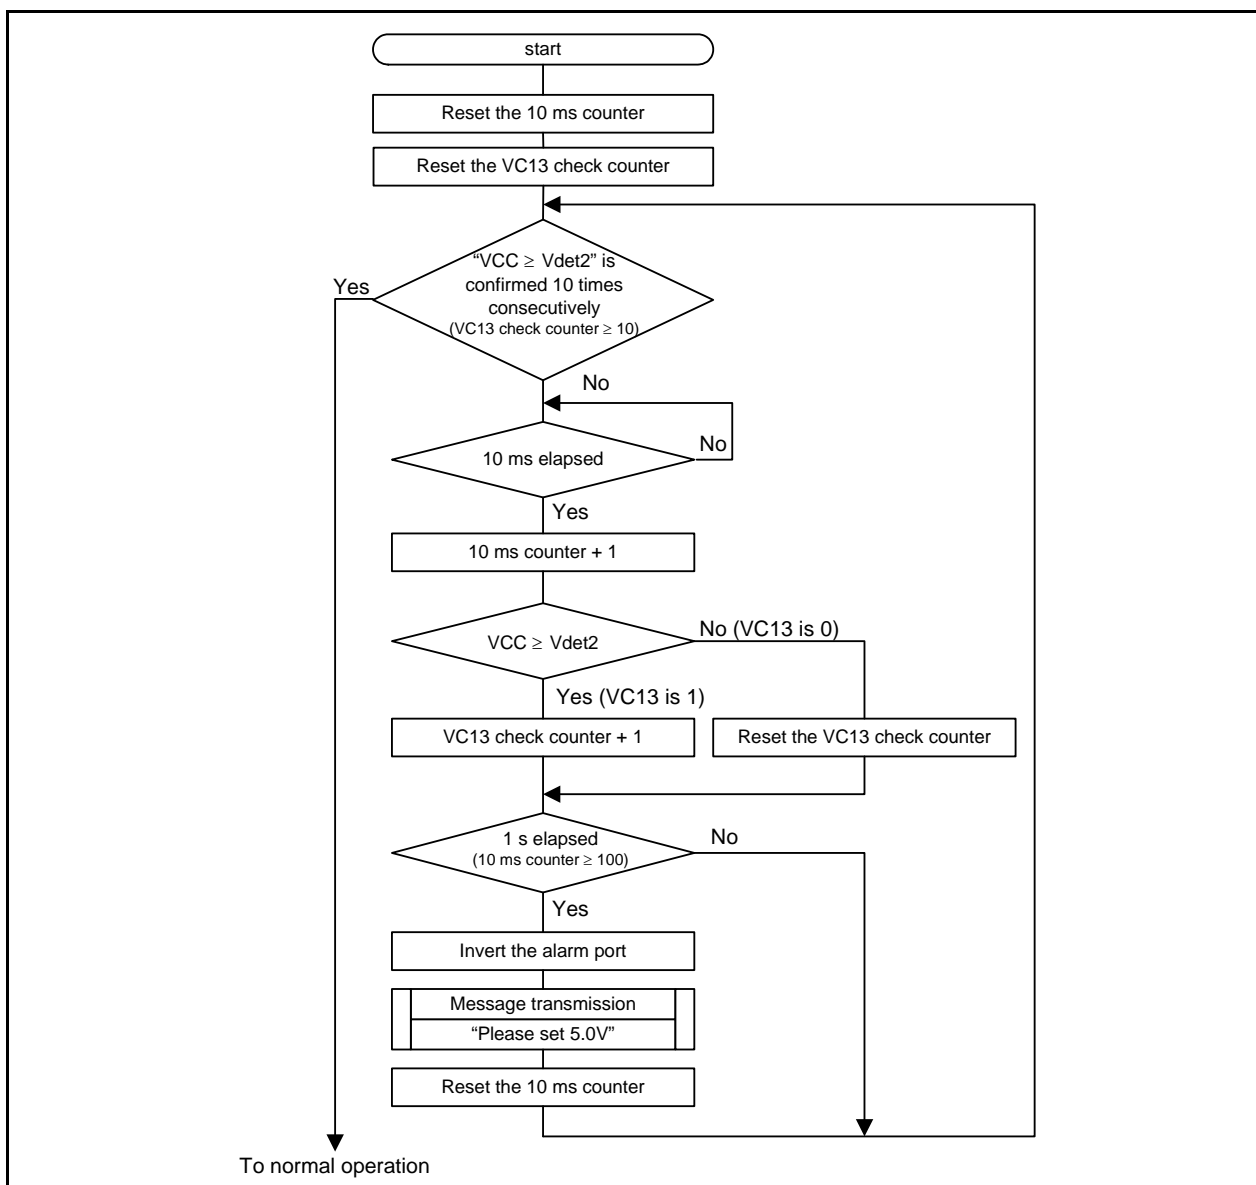 start
Reset the 10 ms counter
Reset the VC13 check counter
“VCC ≥ Vdet2” is
confirmed 10 times
consecutively
(VC13 check counter ≥ 10)
Yes
No
10 ms elapsed
No
Yes
10 ms counter + 1
VCC ≥ Vdet2
No (VC13 is 0)
Yes (VC13 is 1)
VC13 check counter + 1
Reset the VC13 check counter
1 s elapsed
(10 ms counter ≥ 100)
No
Yes
Invert the alarm port
Message transmission
“Please set 5.0V”
Reset the 10 ms counter
To normal operation